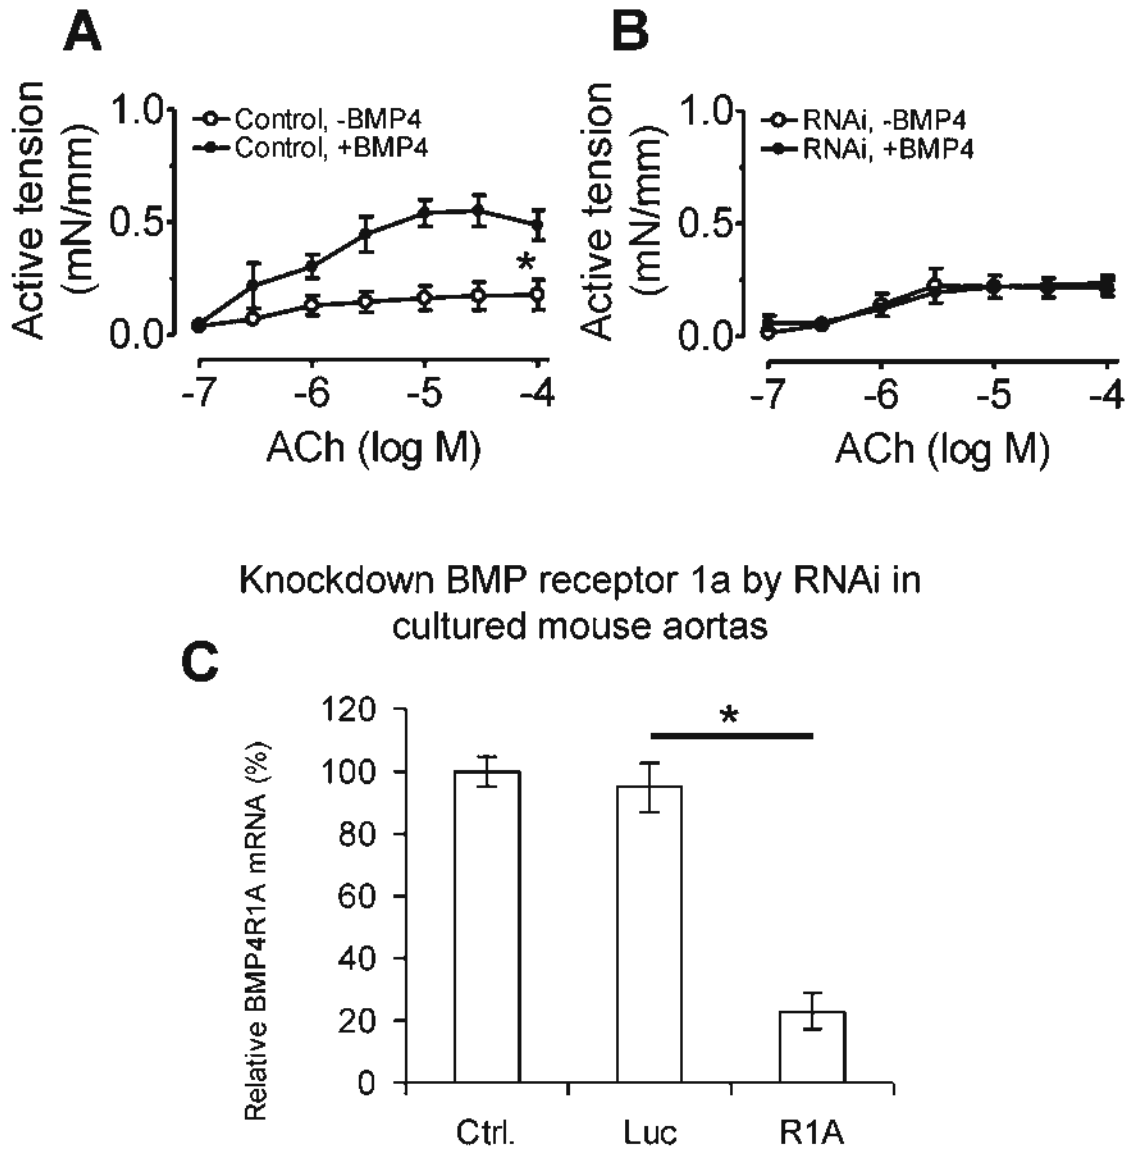 A
Active tension
(mN/mm)
1.0
0.5
0.0
Control, -BMP4
Control, +BMP4
*
-7 -6 -5 -4
ACh (log M)
B
Active tension
(mN/mm)
1.0
0.5
0.0
RNAi, -BMP4
RNAi, +BMP4
-7 -6 -5 -4
ACh (log M)
Knockdown BMP receptor 1a by RNAi in
cultured mouse aortas
C
Relative BMP4R1A mRNA (%)
120
100
80
60
40
20
0
*
Ctrl. Luc R1A